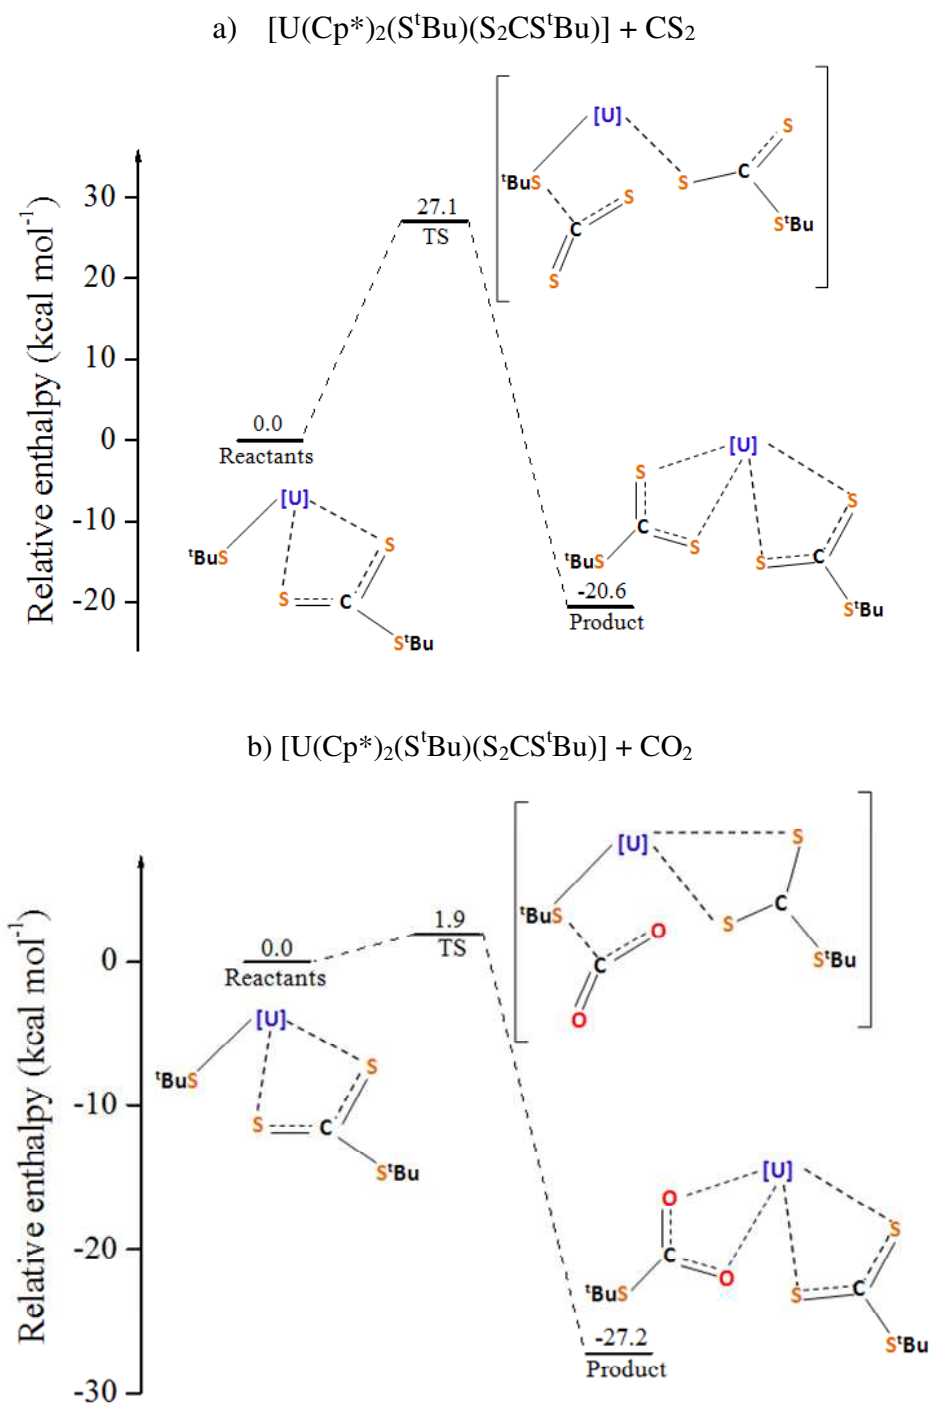 a) [U(Cp*)₂(SᵗBu)(S₂CSᵗBu)] + CS₂
Relative enthalpy (kcal mol⁻¹)
30
20
10
0
-10
-20
27.1
TS
[U]
ᵗBuS
C
S
S
S
C
S
SᵗBu
0.0
Reactants
[U]
ᵗBuS
S
S
C
SᵗBu
[U]
S
S
C
S
ᵗBuS
S
C
SᵗBu
-20.6
Product
b) [U(Cp*)₂(SᵗBu)(S₂CSᵗBu)] + CO₂
Relative enthalpy (kcal mol⁻¹)
0
-10
-20
-30
1.9
TS
[U]
S
ᵗBuS
S
C
O
C
O
SᵗBu
0.0
Reactants
[U]
ᵗBuS
S
S
C
SᵗBu
[U]
O
S
C
O
ᵗBuS
S
C
SᵗBu
-27.2
Product